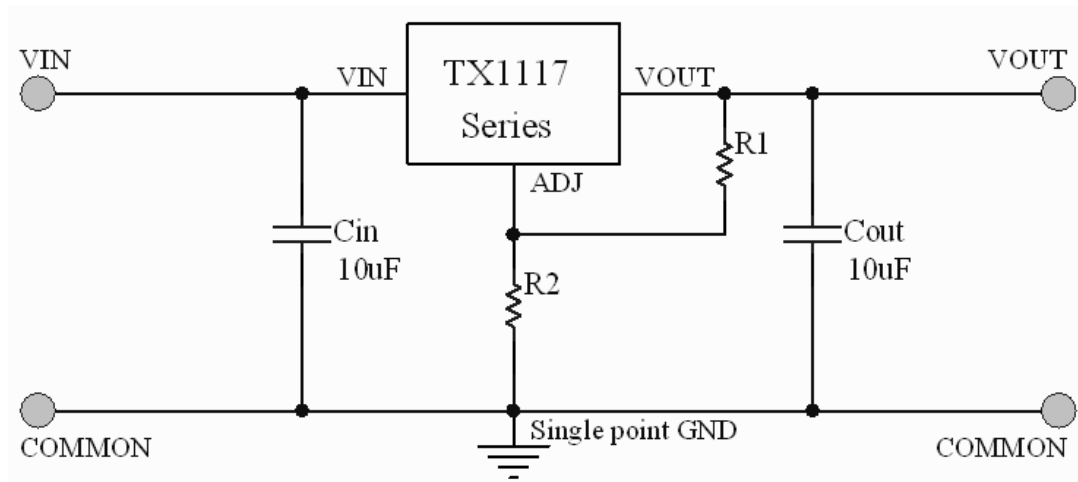 VIN
VIN
TX1117
Series
VOUT
VOUT
R1
ADJ
Cin
10uF
R2
Cout
10uF
Single point GND
COMMON
COMMON